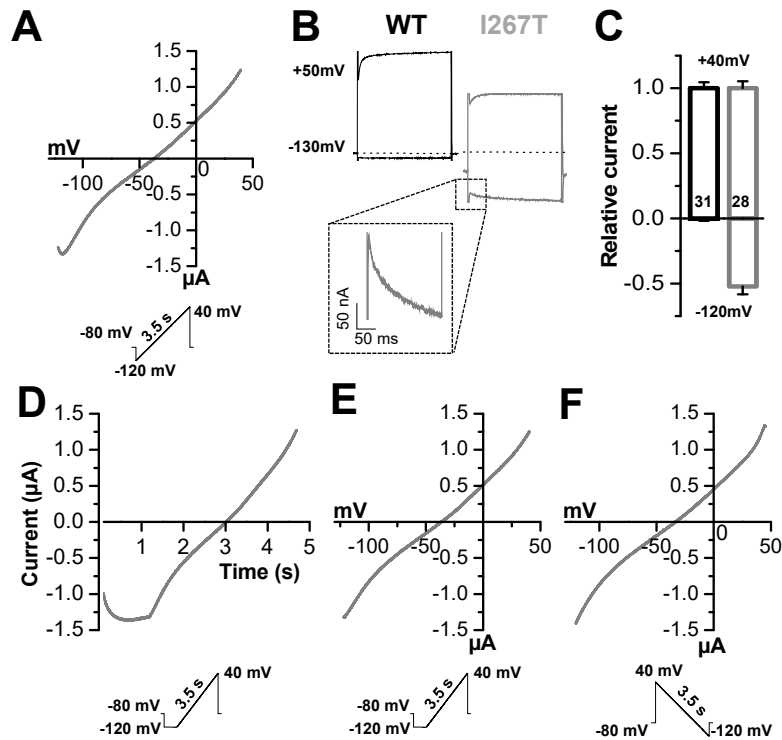 A
mV
1.5
1.0
0.5
-100
-50
0
50
-0.5
-1.0
-1.5
µA
-80 mV
3.5 s
40 mV
-120 mV
B
WT
I267T
+50mV
-130mV
50 nA
50 ms
C
Relative current
+40mV
1.0
0.5
0.0
-0.5
31
28
-120mV
D
Current (µA)
1.5
1.0
0.5
0.0
-0.5
-1.0
-1.5
1
2
3
4
5
Time (s)
-80 mV
3.5 s
40 mV
-120 mV
E
mV
1.5
1.0
0.5
-100
-50
0
50
-0.5
-1.0
-1.5
µA
-80 mV
3.5 s
40 mV
-120 mV
F
mV
1.5
1.0
0.5
-100
-50
0
50
-0.5
-1.0
-1.5
µA
40 mV
3.5 s
-80 mV
-120 mV